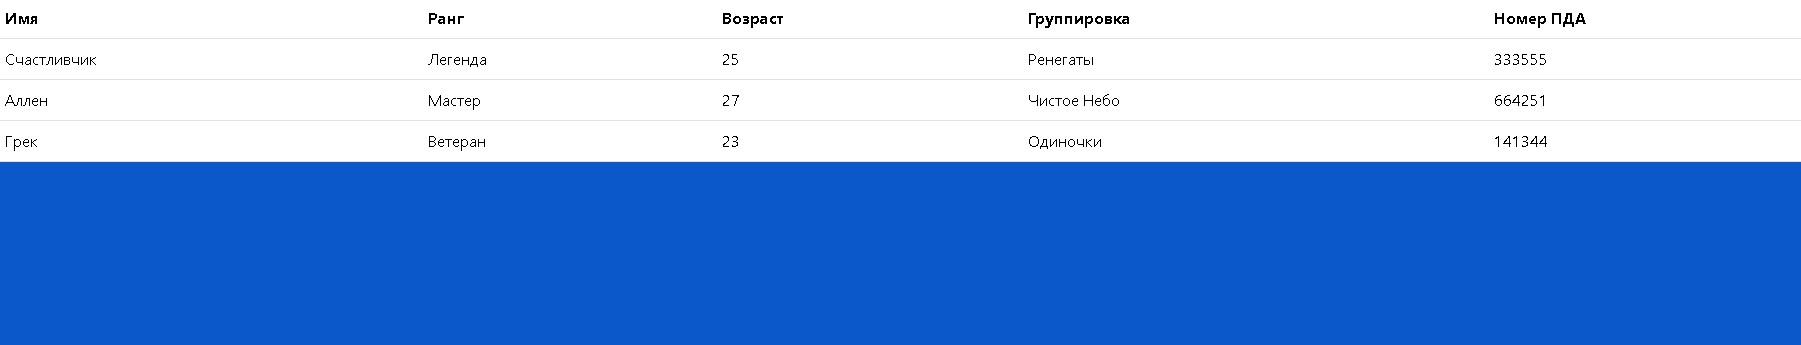 Имя Ранг Возраст Группировка Номер ПДА
Счастливчик Легенда 25 Ренегаты 333555
Аллен Мастер 27 Чистое Небо 664251
Грек Ветеран 23 Одиночки 141344